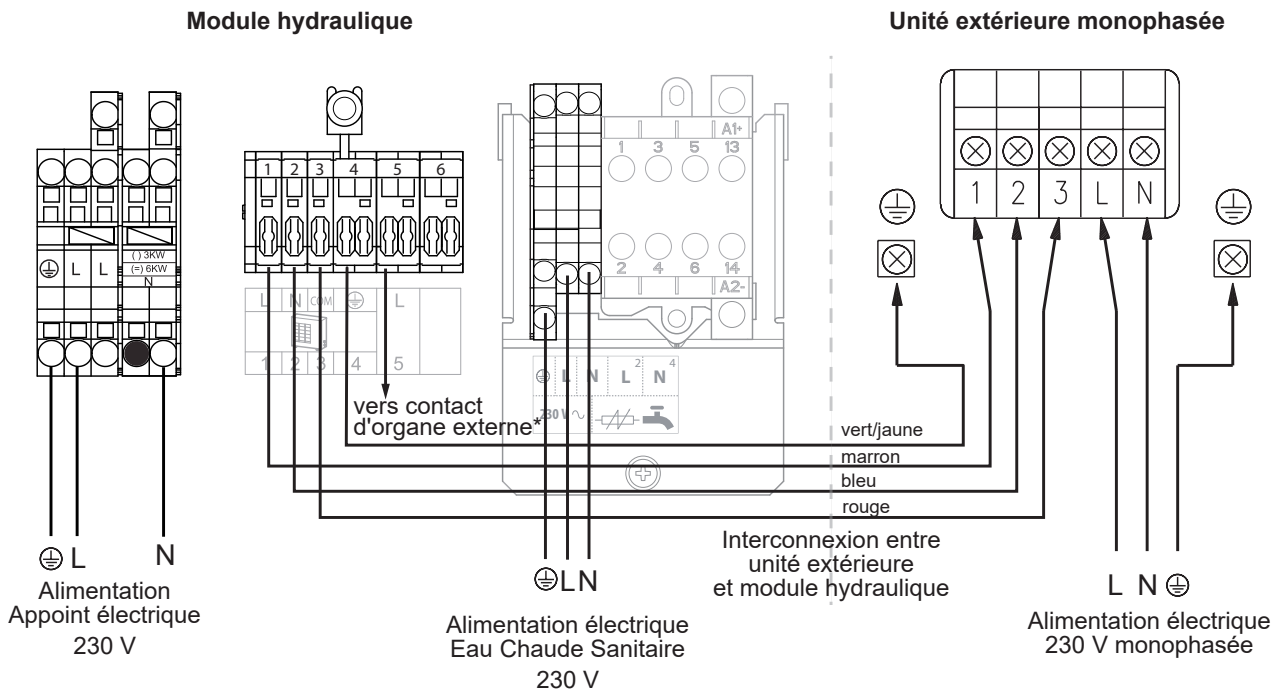 Module hydraulique
Unité extérieure monophasée
1 2 3 4 5 6
L L
( ) 3KW
(=) 6KW
N
L N COM L
1 2 3 4 5
A1+
1 3 5 13
2 4 6 14
A2-
L N L 2 N 4
230 V ~
1 2 3 L N
vers contact
d'organe externe*
vert/jaune
marron
bleu
rouge
Interconnexion entre
unité extérieure
et module hydraulique
L N
Alimentation
Appoint électrique
230 V
L N
Alimentation électrique
Eau Chaude Sanitaire
230 V
L N
Alimentation électrique
230 V monophasée